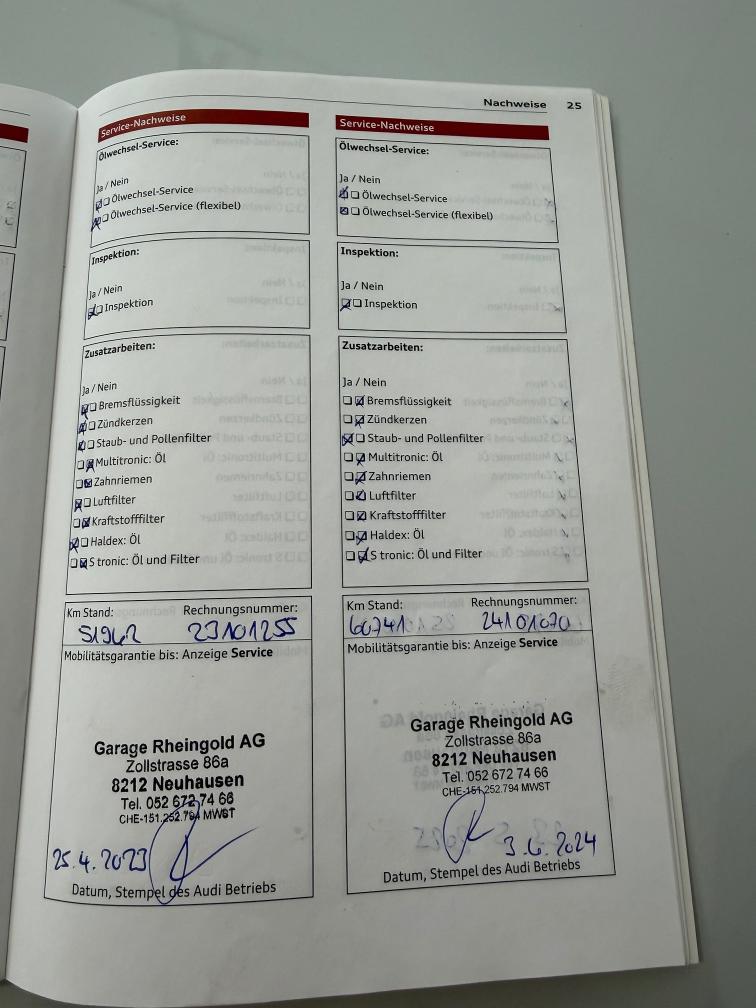 Nachweise 25
Service-Nachweise
Ölwechsel-Service:
Ja / Nein
Ölwechsel-Service
Ölwechsel-Service (flexibel)
Inspektion:
Ja / Nein
Inspektion
Zusatzarbeiten:
Ja / Nein
Bremsflüssigkeit
Zündkerzen
Staub- und Pollenfilter
Multitronic: Öl
Zahnriemen
Luftfilter
Kraftstofffilter
Haldex: Öl
S tronic: Öl und Filter
Km Stand: Rechnungsnummer:
51942 23101255
Mobilitätsgarantie bis: Anzeige Service
Garage Rheingold AG
Zollstrasse 86a
8212 Neuhausen
Tel. 052 672 74 66
CHE-151.252.794 MWST
25.4.2023
Datum, Stempel des Audi Betriebs
Service-Nachweise
Ölwechsel-Service:
Ja / Nein
Ölwechsel-Service
Ölwechsel-Service (flexibel)
Inspektion:
Ja / Nein
Inspektion
Zusatzarbeiten:
Ja / Nein
Bremsflüssigkeit
Zündkerzen
Staub- und Pollenfilter
Multitronic: Öl
Zahnriemen
Luftfilter
Kraftstofffilter
Haldex: Öl
S tronic: Öl und Filter
Km Stand: Rechnungsnummer:
60741 24101070
Mobilitätsgarantie bis: Anzeige Service
Garage Rheingold AG
Zollstrasse 86a
8212 Neuhausen
Tel. 052 672 74 66
CHE-151.252.794 MWST
3.6.2024
Datum, Stempel des Audi Betriebs